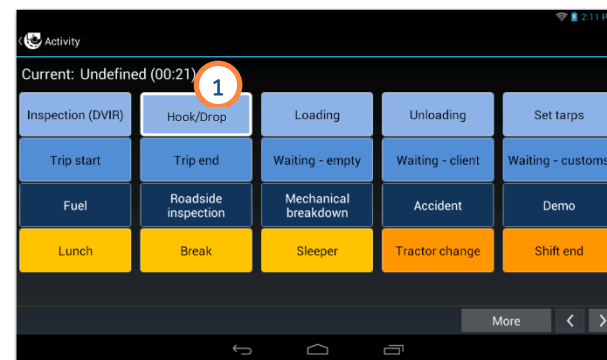 2:11 P
Activity
Current: Undefined (00:21)
1
Inspection (DVIR) Hook/Drop Loading Unloading Set tarps
Trip start Trip end Waiting - empty Waiting - client Waiting - customs
Fuel Roadside inspection Mechanical breakdown Accident Demo
Lunch Break Sleeper Tractor change Shift end
More